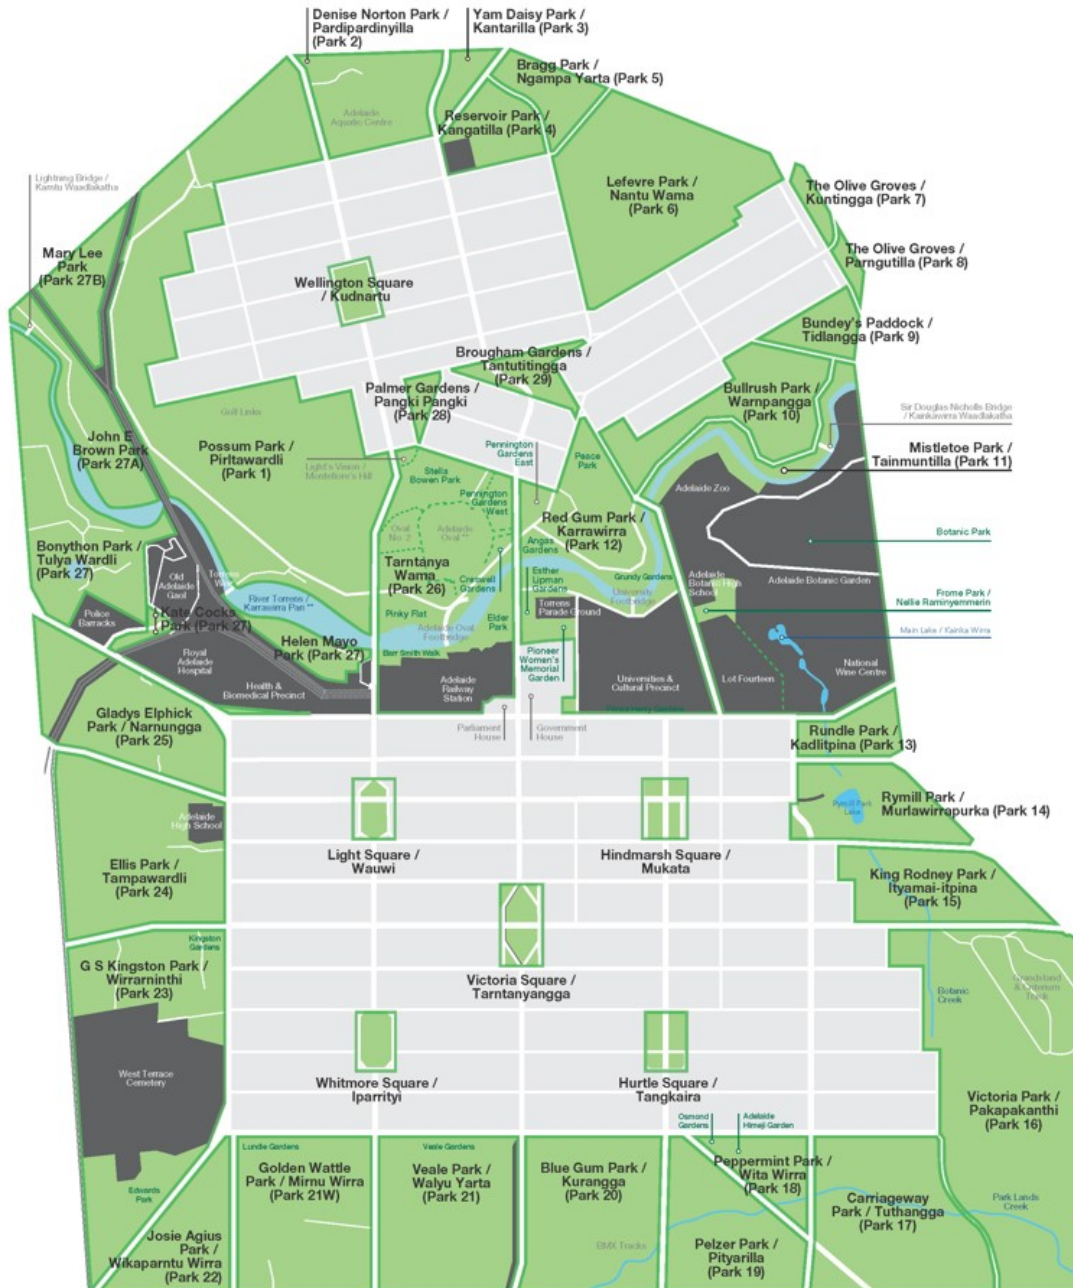 Denise Norton Park /
Pardipardinyilla
(Park 2)
Yam Daisy Park /
Kantarilla (Park 3)
Bragg Park /
Ngampa Yarta (Park 5)
Adelaide
Aquatic Centre
Reservoir Park /
Kangatilla (Park 4)
Lightning Bridge /
Karntu Waadlakatha
Lefevre Park /
Nantu Wama
(Park 6)
The Olive Groves /
Kuntingga (Park 7)
Mary Lee
Park
(Park 27B)
The Olive Groves /
Parngutilla (Park 8)
Wellington Square
/ Kudnartu
Bundey's Paddock /
Tidlangga (Park 9)
Brougham Gardens /
Tantutitingga
(Park 29)
Palmer Gardens /
Pangki Pangki
(Park 28)
Bullrush Park /
Warnpangga
(Park 10)
Golf Links
Sir Douglas Nicholls Bridge
/ Kainkawirra Waadlakatha
John E
Brown Park
(Park 27A)
Possum Park /
Pirltawardli
(Park 1)
Light's Vision /
Montefiore's Hill
Pennington
Gardens
East
Peace
Park
Mistletoe Park /
Tainmuntilla (Park 11)
Stella
Bowen Park
Adelaide Zoo
Pennington
Gardens
West
Oval
No. 2
Adelaide
Oval **
Red Gum Park /
Karrawirra
(Park 12)
Botanic Park
Bonython Park /
Tulya Wardli
(Park 27)
Angas
Gardens
Tarntanya
Wama
(Park 26)
Creswell
Gardens
Esther
Lipman
Gardens
Grundy Gardens
Adelaide
Botanic High
School
Adelaide Botanic Garden
Old
Adelaide
Gaol
Torrens
Weir
River Torrens /
Karrawirra Pari **
University
Footbridge
Frome Park /
Nellie Raminyemmerin
Police
Barracks
Kate Cocks
Park (Park 27)
Pinky Flat
Adelaide Oval
Footbridge
Elder
Park
Torrens
Parade Ground
Main Lake / Kainka Wirra
Helen Mayo
Park (Park 27)
Barr Smith Walk
Pioneer
Women's
Memorial
Garden
Royal
Adelaide
Hospital
Health &
Biomedical Precinct
Adelaide
Railway
Station
Universities &
Cultural Precinct
Lot Fourteen
National
Wine Centre
Gladys Elphick
Park / Narnungga
(Park 25)
Parliament
House
Government
House
Prince Henry Gardens
Rundle Park /
Kadlitpina (Park 13)
Adelaide
High School
Rymill Park
Lake
Rymill Park /
Murlawirrapurka (Park 14)
Light Square /
Wauwi
Hindmarsh Square /
Mukata
Ellis Park /
Tampawardli
(Park 24)
King Rodney Park /
Ityamai-itpina
(Park 15)
Kingston
Gardens
G S Kingston Park /
Wirrarninthi
(Park 23)
Victoria Square /
Tarntanyangga
Grandstand
& Criterium
Track
Botanic
Creek
West Terrace
Cemetery
Whitmore Square /
Iparrityi
Hurtle Square /
Tangkaira
Victoria Park /
Pakapakanthi
(Park 16)
Osmond
Gardens
Adelaide
Himeji Garden
Lundie Gardens
Veale Gardens
Golden Wattle
Park / Mirnu Wirra
(Park 21W)
Veale Park /
Walyu Yarta
(Park 21)
Blue Gum Park /
Kurangga
(Park 20)
Peppermint Park /
Wita Wirra
(Park 18)
Edwards
Park
Carriageway
Park / Tuthangga
(Park 17)
Park Lands
Creek
Josie Agius
Park /
Wikaparntu Wirra
(Park 22)
BMX Tracks
Pelzer Park /
Pityarilla
(Park 19)